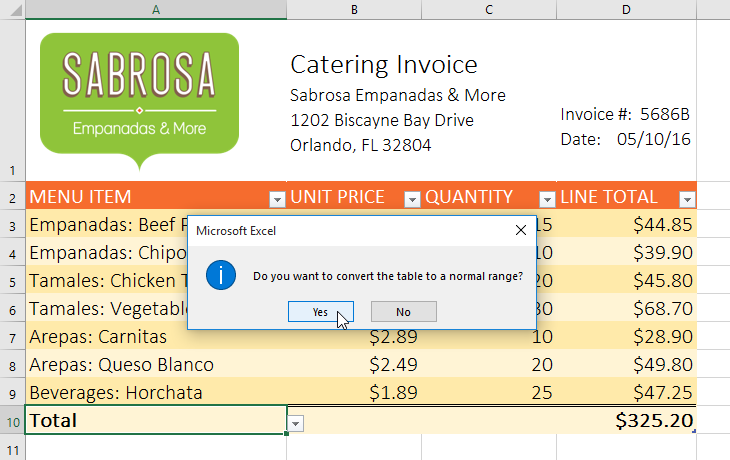 A B C D
1
SABROSA
Empanadas & More
Catering Invoice
Sabrosa Empanadas & More
1202 Biscayne Bay Drive
Orlando, FL 32804
Invoice #: 5686B
Date: 05/10/16
2 MENU ITEM UNIT PRICE QUANTITY LINE TOTAL
3 Empanadas: Beef 15 $44.85
4 Empanadas: Chipo 10 $39.90
5 Tamales: Chicken 20 $45.80
6 Tamales: Vegetabl 30 $68.70
Microsoft Excel
Do you want to convert the table to a normal range?
Yes No
7 Arepas: Carnitas $2.89 10 $28.90
8 Arepas: Queso Blanco $2.49 20 $49.80
9 Beverages: Horchata $1.89 25 $47.25
10 Total $325.20
11